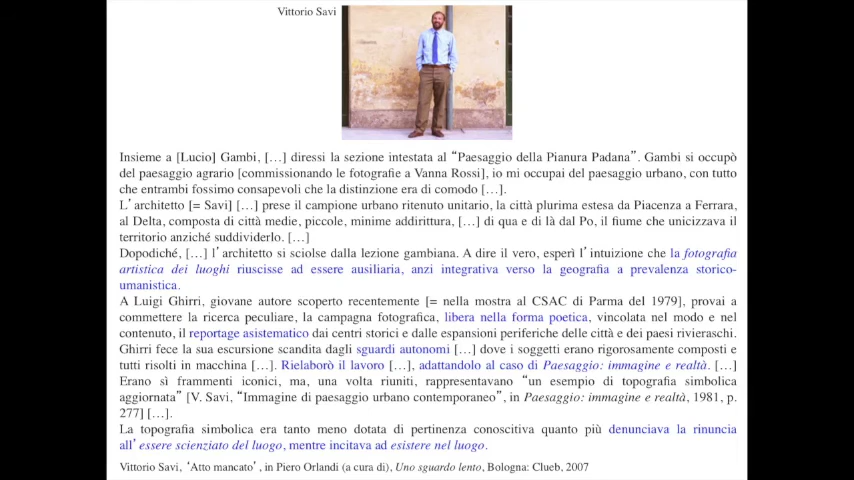 Vittorio Savi
Insieme a [Lucio] Gambi, […] diressi la sezione intestata al “Paesaggio della Pianura Padana”. Gambi si occupò
del paesaggio agrario [commissionando le fotografie a Vanna Rossi], io mi occupai del paesaggio urbano, con tutto
che entrambi fossimo consapevoli che la distinzione era di comodo […].
L’architetto [= Savi] […] prese il campione urbano ritenuto unitario, la città plurima estesa da Piacenza a Ferrara,
al Delta, composta di città medie, piccole, minime addirittura, […] di qua e di là dal Po, il fiume che unicizzava il
territorio anziché suddividerlo. […]
Dopodiché, […] l’architetto si sciolse dalla lezione gambiana. A dire il vero, esperì l’intuizione che la fotografia
artistica dei luoghi riuscisse ad essere ausiliaria, anzi integrativa verso la geografia a prevalenza storico-
umanistica.
A Luigi Ghirri, giovane autore scoperto recentemente [= nella mostra al CSAC di Parma del 1979], provai a
commettere la ricerca peculiare, la campagna fotografica, libera nella forma poetica, vincolata nel modo e nel
contenuto, il reportage asistematico dai centri storici e dalle espansioni periferiche delle città e dei paesi rivieraschi.
Ghirri fece la sua escursione scandita dagli sguardi autonomi […] dove i soggetti erano rigorosamente composti e
tutti risolti in macchina […]. Rielaborò il lavoro […], adattandolo al caso di Paesaggio: immagine e realtà. […]
Erano sì frammenti iconici, ma, una volta riuniti, rappresentavano “un esempio di topografia simbolica
aggiornata” [V. Savi, “Immagine di paesaggio urbano contemporaneo”, in Paesaggio: immagine e realtà, 1981, p.
277] […].
La topografia simbolica era tanto meno dotata di pertinenza conoscitiva quanto più denunciava la rinuncia
all’essere scienziato del luogo, mentre incitava ad esistere nel luogo.
Vittorio Savi, ‘Atto mancato’, in Piero Orlandi (a cura di), Uno sguardo lento, Bologna: Clueb, 2007